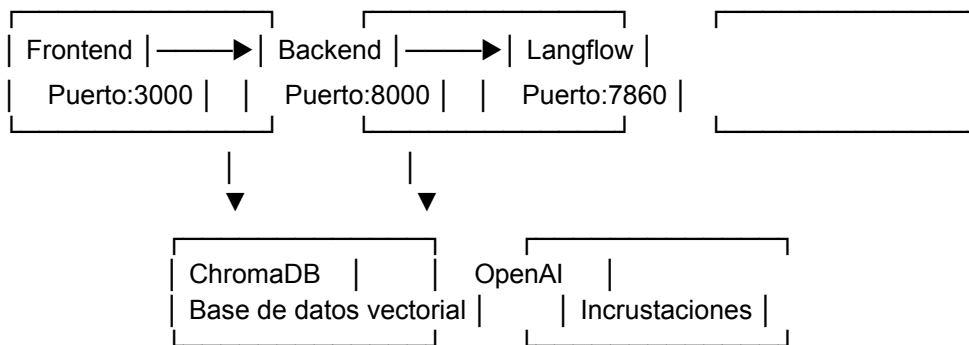 Frontend Backend Langflow
Puerto:3000 Puerto:8000 Puerto:7860
ChromaDB OpenAI
Base de datos vectorial Incrustaciones